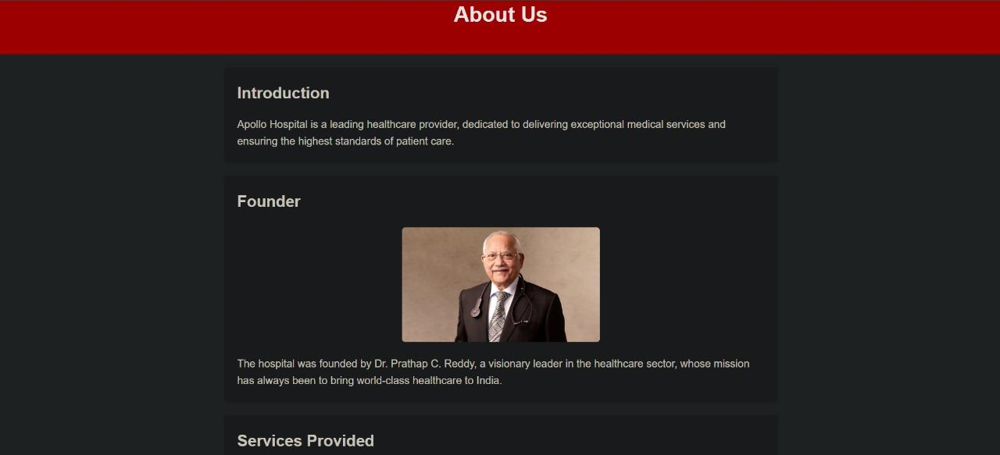 About Us
Introduction
Apollo Hospital is a leading healthcare provider, dedicated to delivering exceptional medical services and
ensuring the highest standards of patient care.
Founder
The hospital was founded by Dr. Prathap C. Reddy, a visionary leader in the healthcare sector, whose mission
has always been to bring world-class healthcare to India.
Services Provided